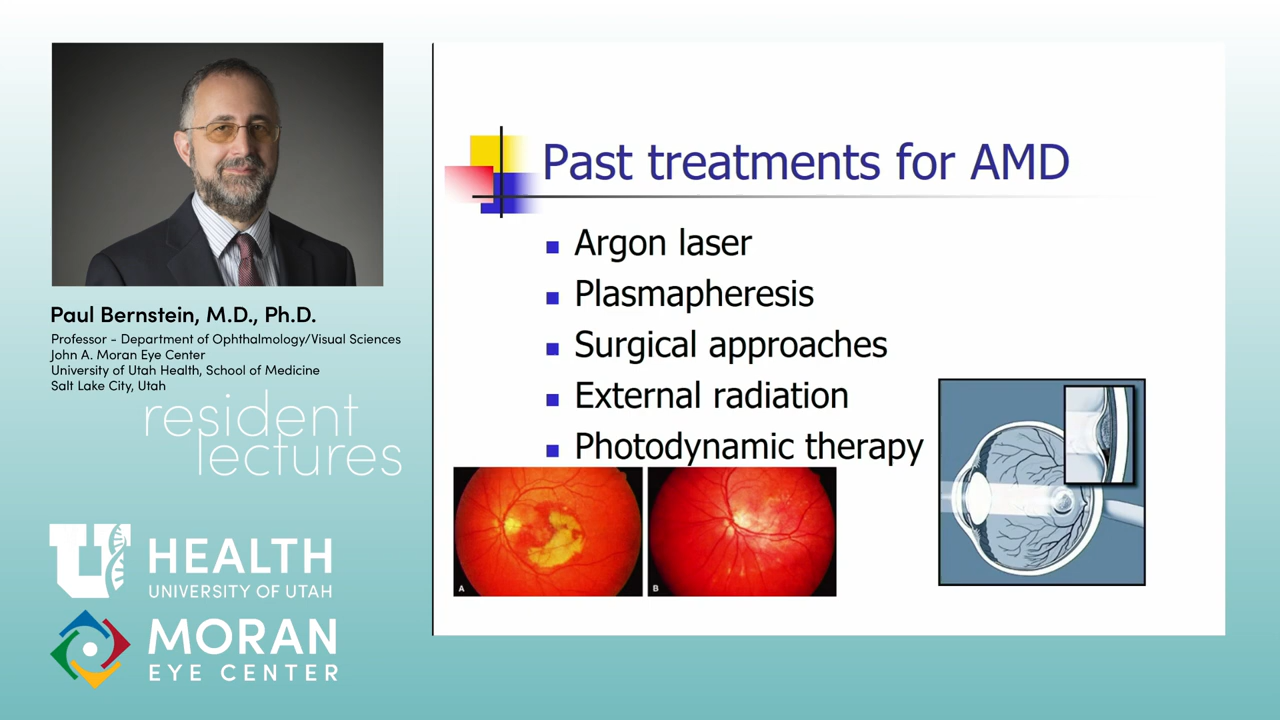 Paul Bernstein, M.D., Ph.D.
Professor - Department of Ophthalmology/Visual Sciences
John A. Moran Eye Center
University of Utah Health, School of Medicine
Salt Lake City, Utah
resident
lectures
U HEALTH
UNIVERSITY OF UTAH
MORAN
EYE CENTER
Past treatments for AMD
Argon laser
Plasmapheresis
Surgical approaches
External radiation
Photodynamic therapy
A
B